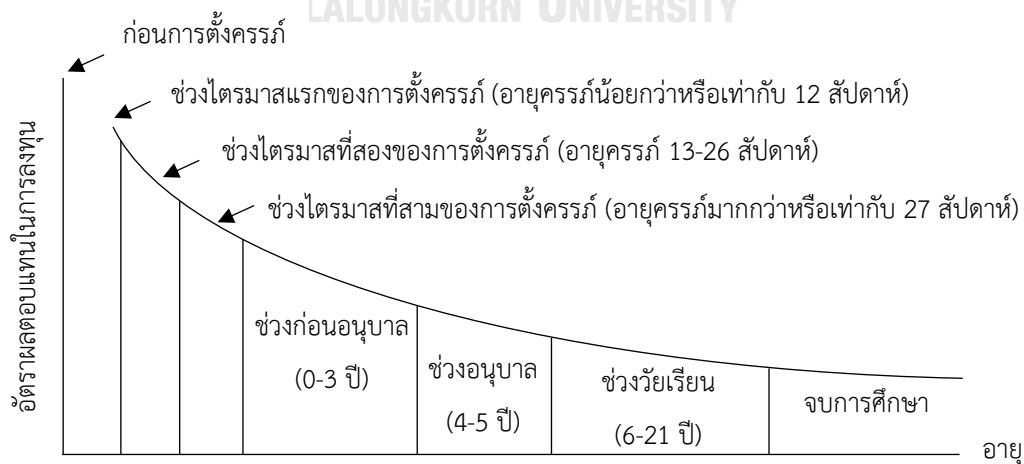 LALONGKORN UNIVERSITY
ก่อนการตั้งครรภ์
ช่วงไตรมาสแรกของการตั้งครรภ์ (อายุครรภ์น้อยกว่าหรือเท่ากับ 12 สัปดาห์)
ช่วงไตรมาสที่สองของการตั้งครรภ์ (อายุครรภ์ 13-26 สัปดาห์)
ช่วงไตรมาสที่สามของการตั้งครรภ์ (อายุครรภ์มากกว่าหรือเท่ากับ 27 สัปดาห์)
อัตราผลตอบแทนในการลงทุน
ช่วงก่อนอนุบาล
(0-3 ปี)
ช่วงอนุบาล
(4-5 ปี)
ช่วงวัยเรียน
(6-21 ปี)
จบการศึกษา
อายุ